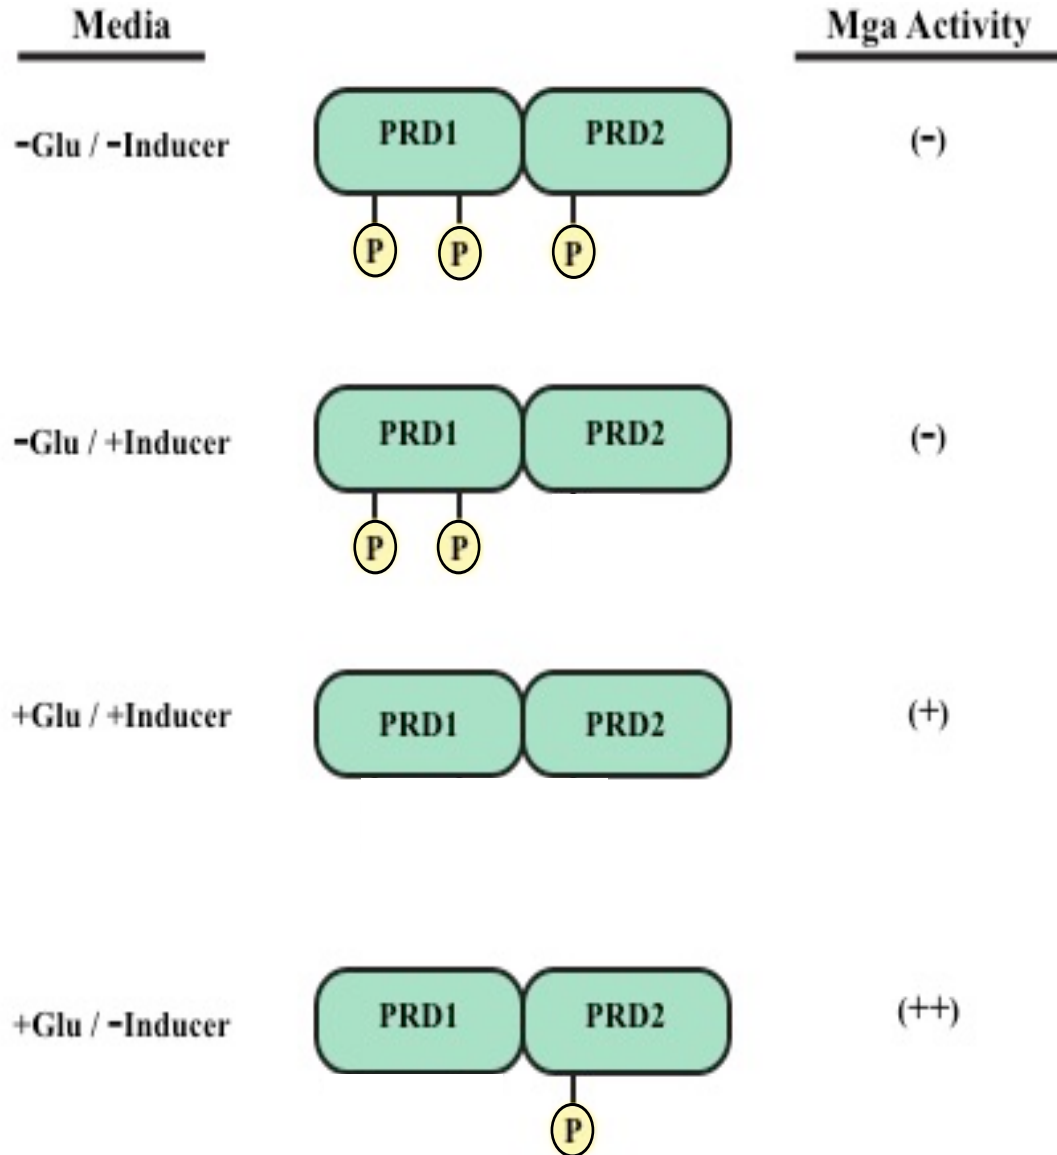 Media Mga Activity
-Glu / -Inducer PRD1 PRD2 (-)
P P P
-Glu / +Inducer PRD1 PRD2 (-)
P P
+Glu / +Inducer PRD1 PRD2 (+)
+Glu / -Inducer PRD1 PRD2 (++)
P